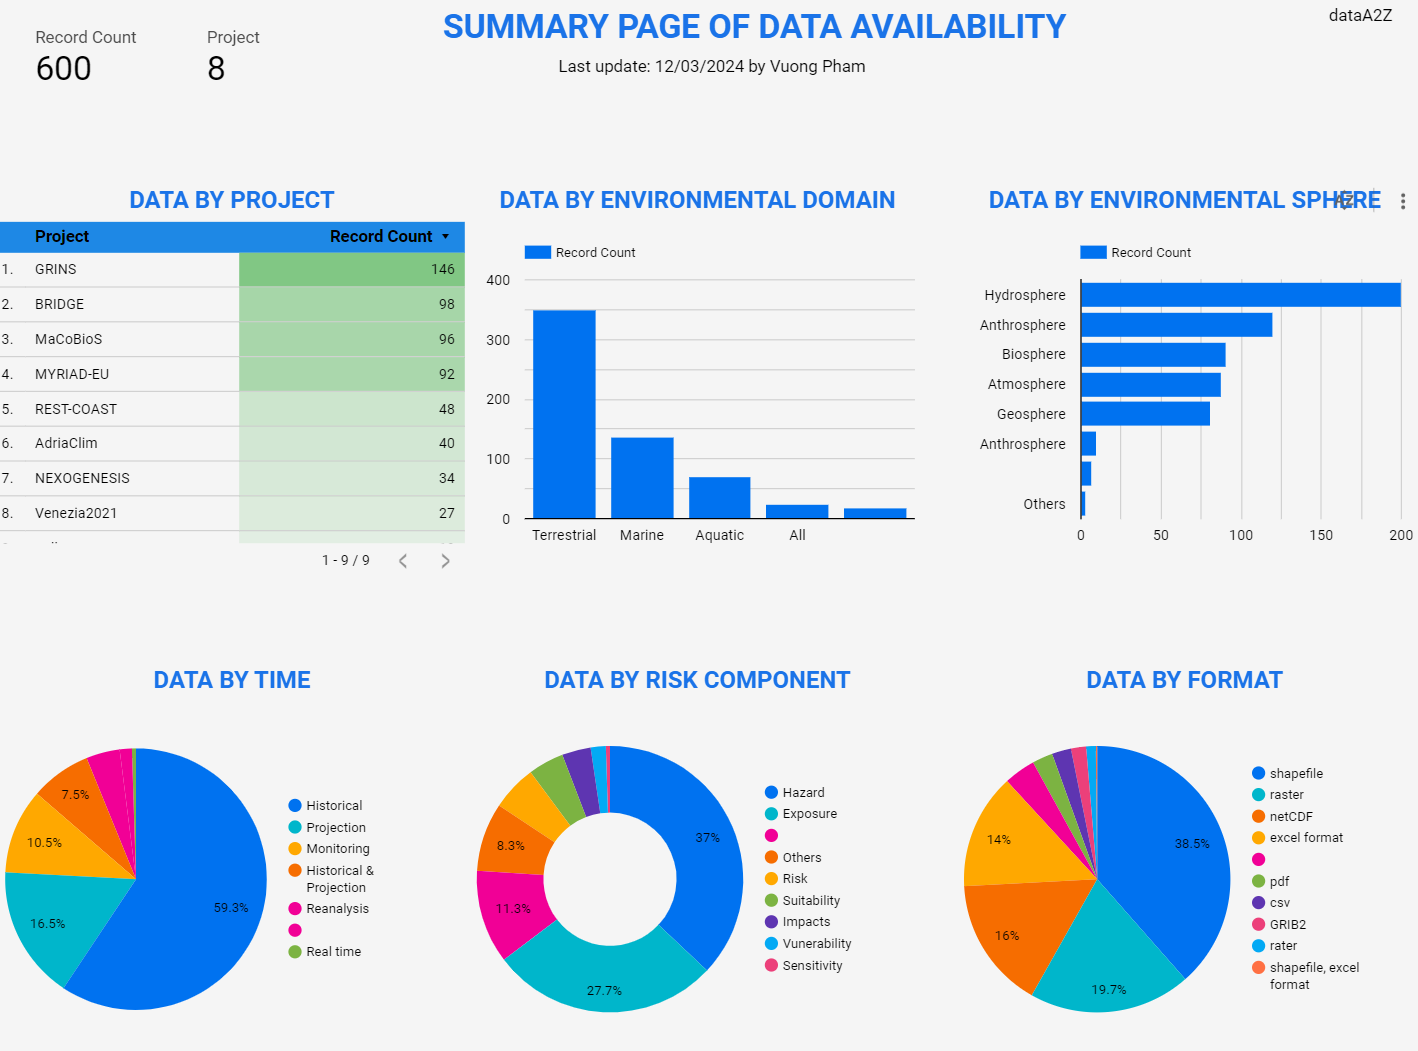 Record Count
600
Project
8
SUMMARY PAGE OF DATA AVAILABILITY
Last update: 12/03/2024 by Vuong Pham
dataA2Z
DATA BY PROJECT
Project Record Count
1. GRINS 146
2. BRIDGE 98
3. MaCoBioS 96
4. MYRIAD-EU 92
5. REST-COAST 48
6. AdriaClim 40
7. NEXOGENESIS 34
8. Venezia2021 27
1 - 9 / 9
DATA BY ENVIRONMENTAL DOMAIN
Record Count
400
300
200
100
0
Terrestrial Marine Aquatic All
DATA BY ENVIRONMENTAL SPHERE
Record Count
Hydrosphere
Anthrosphere
Biosphere
Atmosphere
Geosphere
Anthrosphere
Others
0 50 100 150 200
DATA BY TIME
7.5%
10.5%
16.5%
59.3%
Historical
Projection
Monitoring
Historical &
Projection
Reanalysis
Real time
DATA BY RISK COMPONENT
37%
8.3%
11.3%
27.7%
Hazard
Exposure
Others
Risk
Suitability
Impacts
Vunerability
Sensitivity
DATA BY FORMAT
14%
38.5%
16%
19.7%
shapefile
raster
netCDF
excel format
pdf
csv
GRIB2
rater
shapefile, excel
format